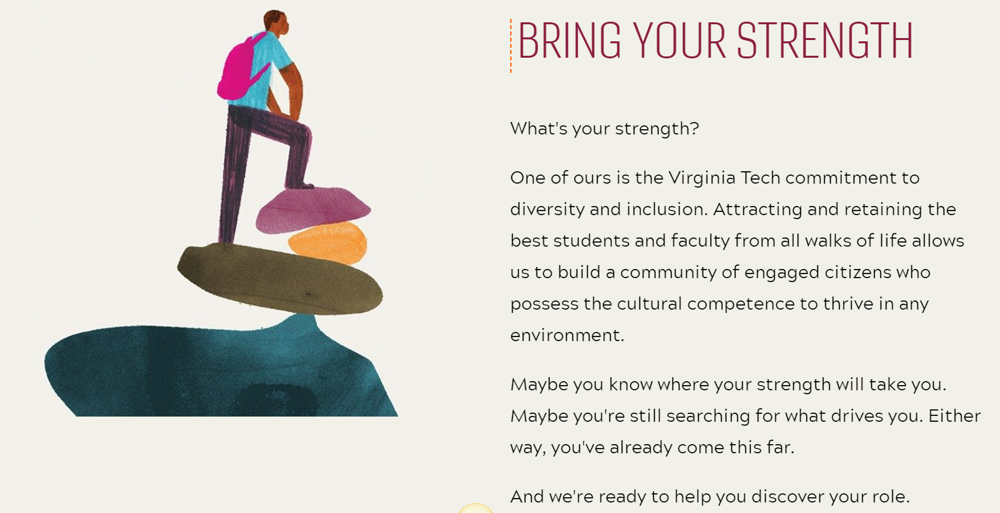 BRING YOUR STRENGTH
What's your strength?
One of ours is the Virginia Tech commitment to
diversity and inclusion. Attracting and retaining the
best students and faculty from all walks of life allows
us to build a community of engaged citizens who
possess the cultural competence to thrive in any
environment.
Maybe you know where your strength will take you.
Maybe you're still searching for what drives you. Either
way, you've already come this far.
And we're ready to help you discover your role.